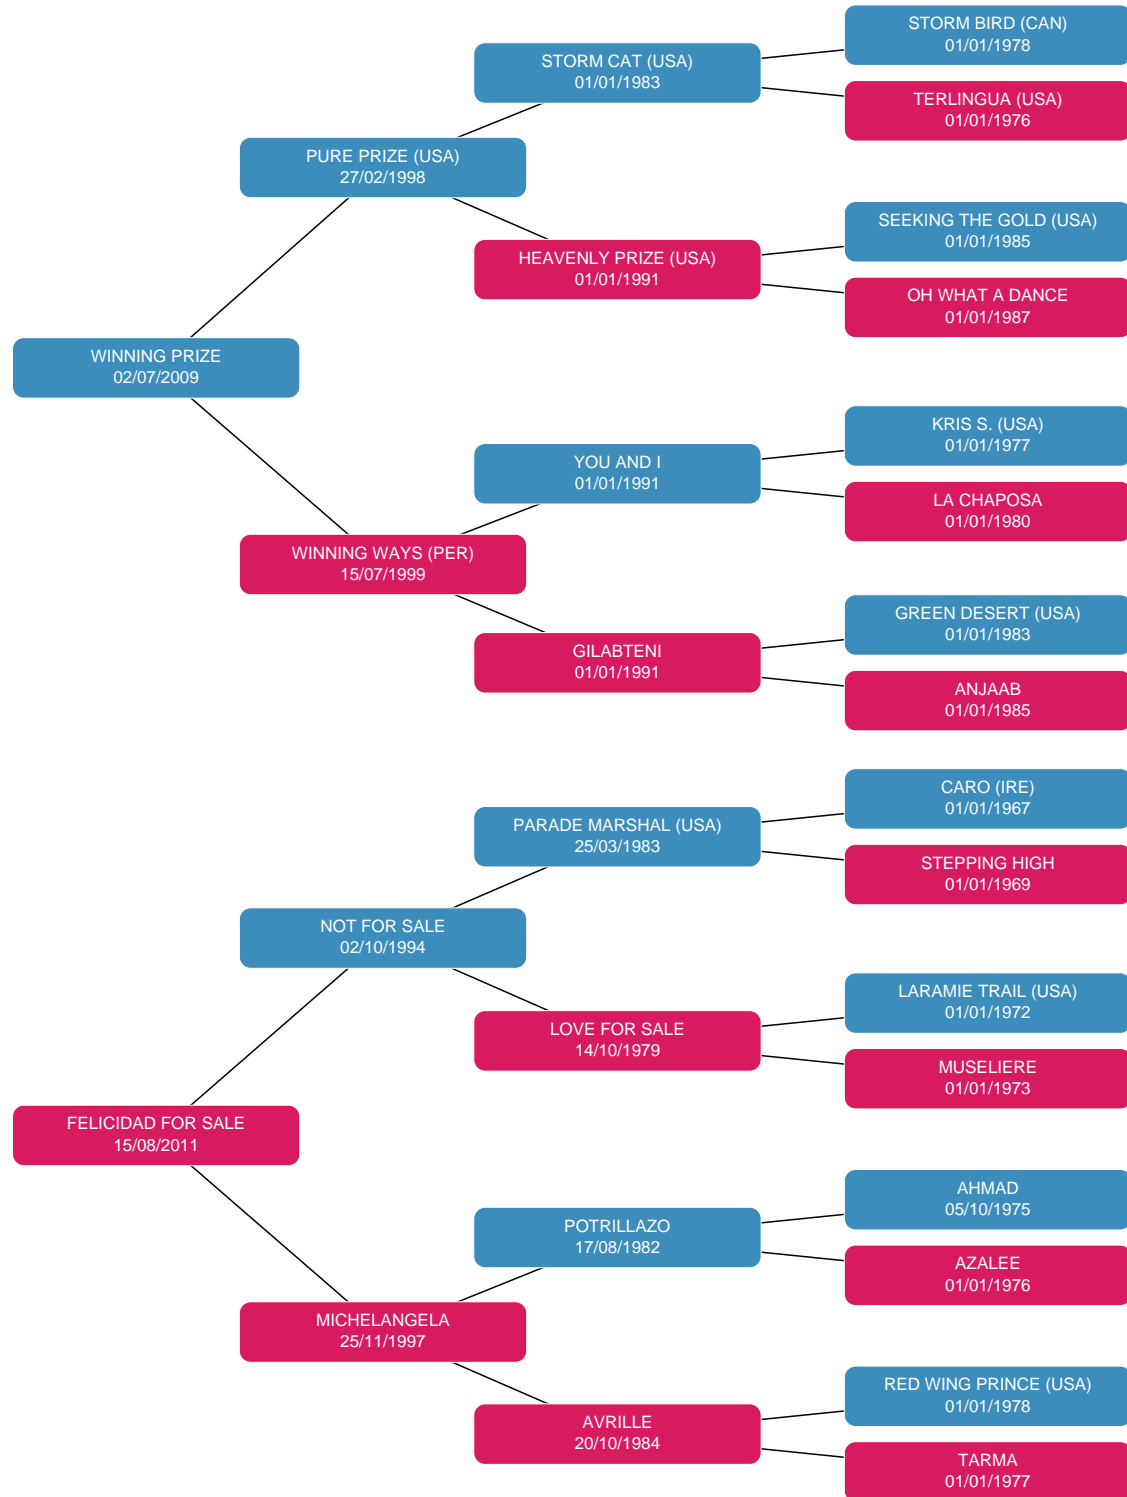 STORM BIRD (CAN)
01/01/1978
STORM CAT (USA)
01/01/1983
TERLINGUA (USA)
01/01/1976
PURE PRIZE (USA)
27/02/1998
SEEKING THE GOLD (USA)
01/01/1985
HEAVENLY PRIZE (USA)
01/01/1991
OH WHAT A DANCE
01/01/1987
WINNING PRIZE
02/07/2009
KRIS S. (USA)
01/01/1977
YOU AND I
01/01/1991
LA CHAPOSA
01/01/1980
WINNING WAYS (PER)
15/07/1999
GREEN DESERT (USA)
01/01/1983
GILABTENI
01/01/1991
ANJAAB
01/01/1985
CARO (IRE)
01/01/1967
PARADE MARSHAL (USA)
25/03/1983
STEPPING HIGH
01/01/1969
NOT FOR SALE
02/10/1994
LARAMIE TRAIL (USA)
01/01/1972
LOVE FOR SALE
14/10/1979
MUSELIERE
01/01/1973
FELICIDAD FOR SALE
15/08/2011
AHMAD
05/10/1975
POTRILLAZO
17/08/1982
AZALEE
01/01/1976
MICHELANGELA
25/11/1997
RED WING PRINCE (USA)
01/01/1978
AVRILLE
20/10/1984
TARMA
01/01/1977